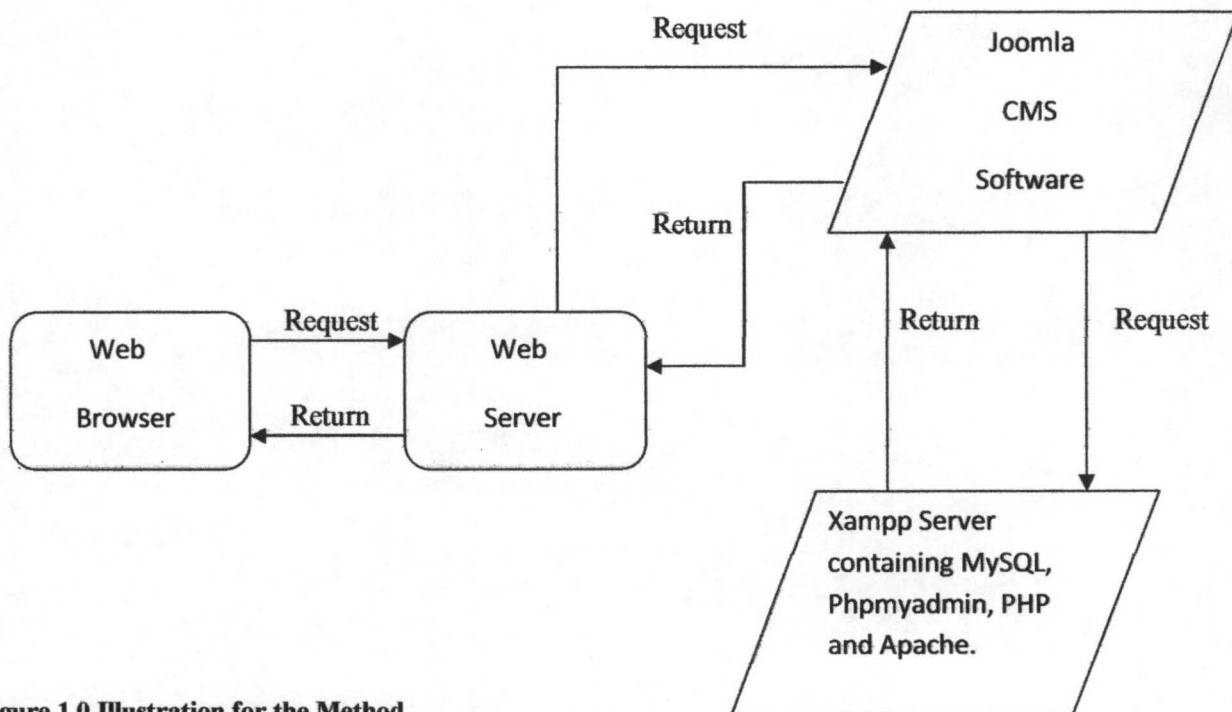 Request
Joomla
CMS
Software
Return
Request
Web
Browser
Return
Web
Server
Return
Request
Xampp Server
containing MySQL,
Phpmyadmin, PHP
and Apache.
gure 1.0 Illustration for the Method